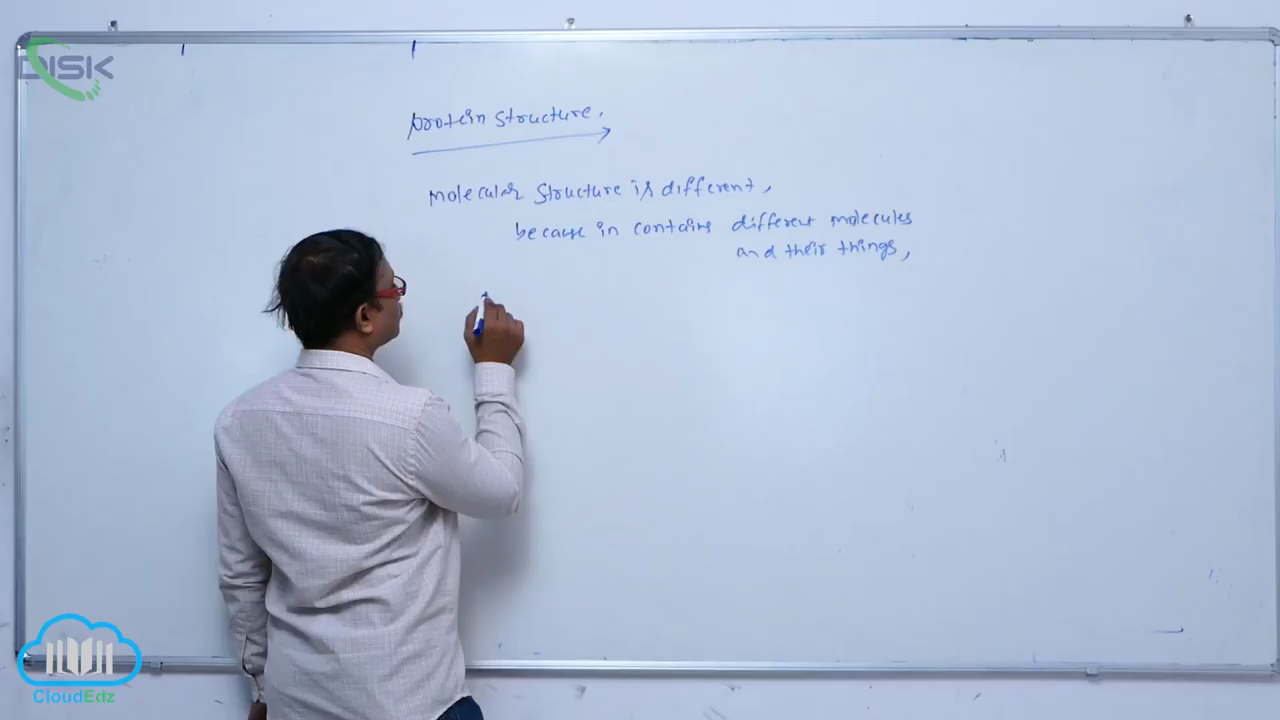 DISK
protein structure.
molecular structure is different,
because in contains different molecules
and their things,
CloudEdz